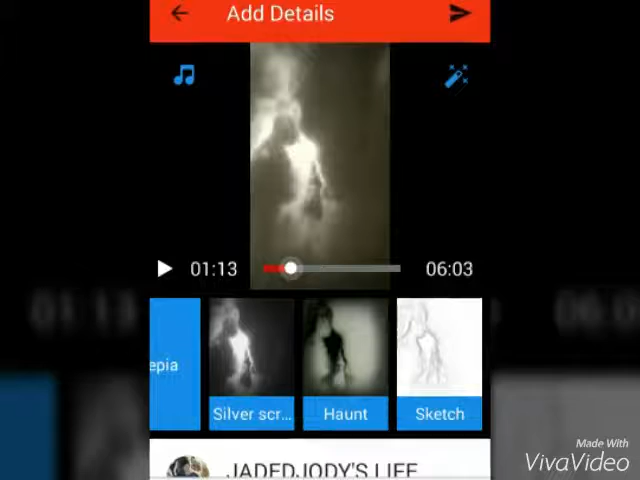 Add Details
01:13
06:03
epia
Silver scr...
Haunt
Sketch
JADEDJODY'S LIFE
Made With
VivaVideo